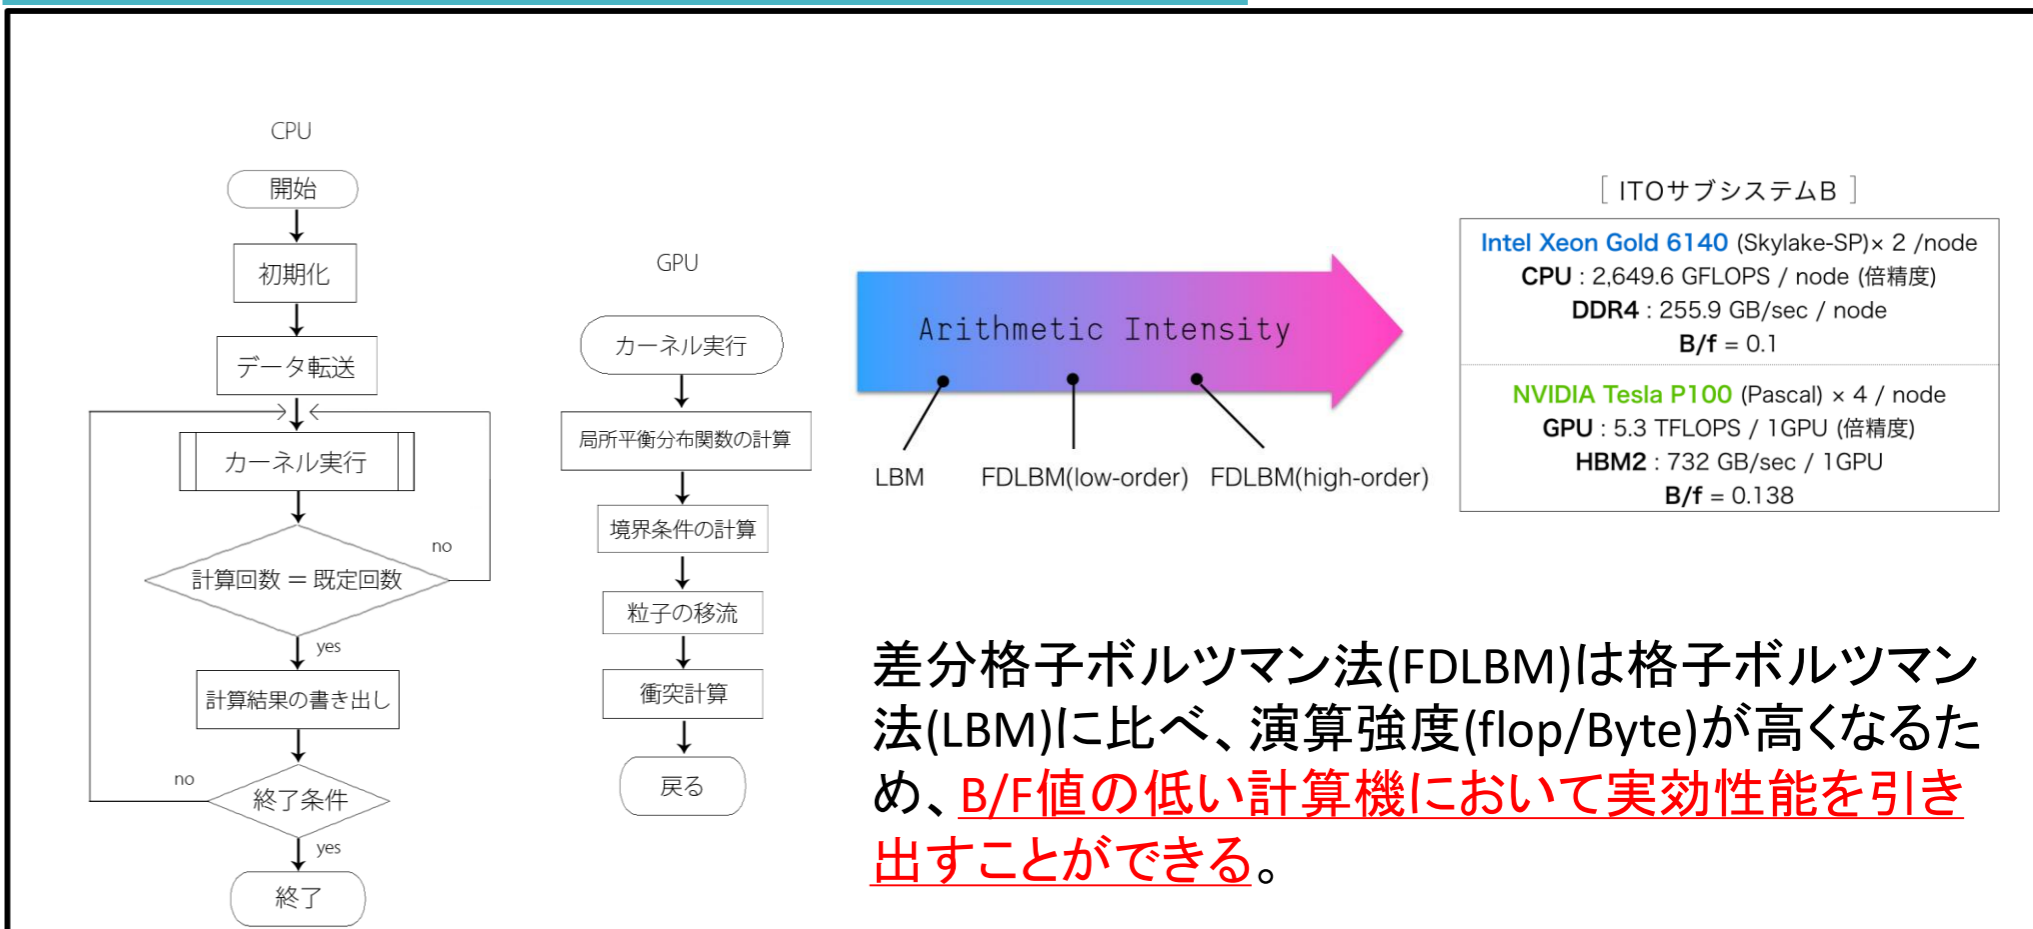 CPU
開始
初期化
データ転送
カーネル実行
計算回数 = 既定回数
no
yes
計算結果の書き出し
終了条件
no
yes
終了
GPU
カーネル実行
局所平衡分布関数の計算
境界条件の計算
粒子の移流
衝突計算
戻る
Arithmetic Intensity
LBM
FDLBM(low-order)
FDLBM(high-order)
[ ITOサブシステムB ]
Intel Xeon Gold 6140 (Skylake-SP)× 2 /node
CPU : 2,649.6 GFLOPS / node (倍精度)
DDR4 : 255.9 GB/sec / node
B/f = 0.1
NVIDIA Tesla P100 (Pascal) × 4 / node
GPU : 5.3 TFLOPS / 1GPU (倍精度)
HBM2 : 732 GB/sec / 1GPU
B/f = 0.138
差分格子ボルツマン法(FDLBM)は格子ボルツマン
法(LBM)に比べ、演算強度(flop/Byte)が高くなるた
め、B/F値の低い計算機において実効性能を引き
出すことができる。